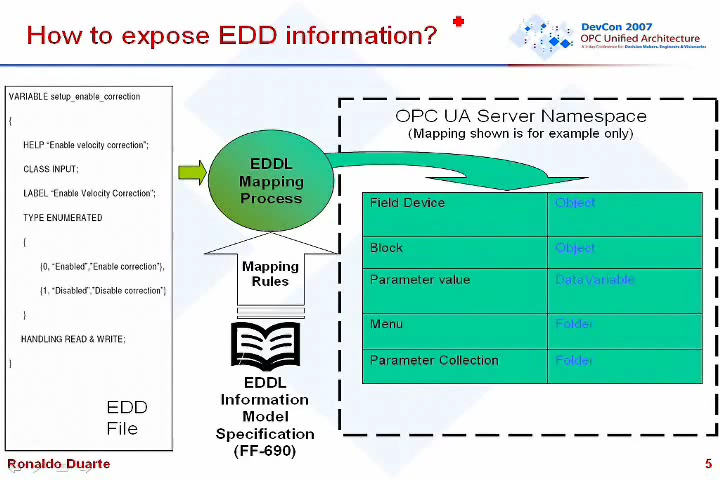 How to expose EDD information?
DevCon 2007
OPC Unified Architecture
VARIABLE setup_enable_correction
{
HELP "Enable velocity correction";
CLASS INPUT;
LABEL "Enable Velocity Correction";
TYPE ENUMERATED
{
{0, "Enabled","Enable correction"},
{1, "Disabled","Disable correction"}
}
HANDLING READ & WRITE;
}
EDD
File
EDDL
Mapping
Process
Mapping
Rules
EDDL
Information
Model
Specification
(FF-690)
OPC UA Server Namespace
(Mapping shown is for example only)
Field Device Object
Block Object
Parameter value DataVariable
Menu Folder
Parameter Collection Folder
Ronaldo Duarte
5